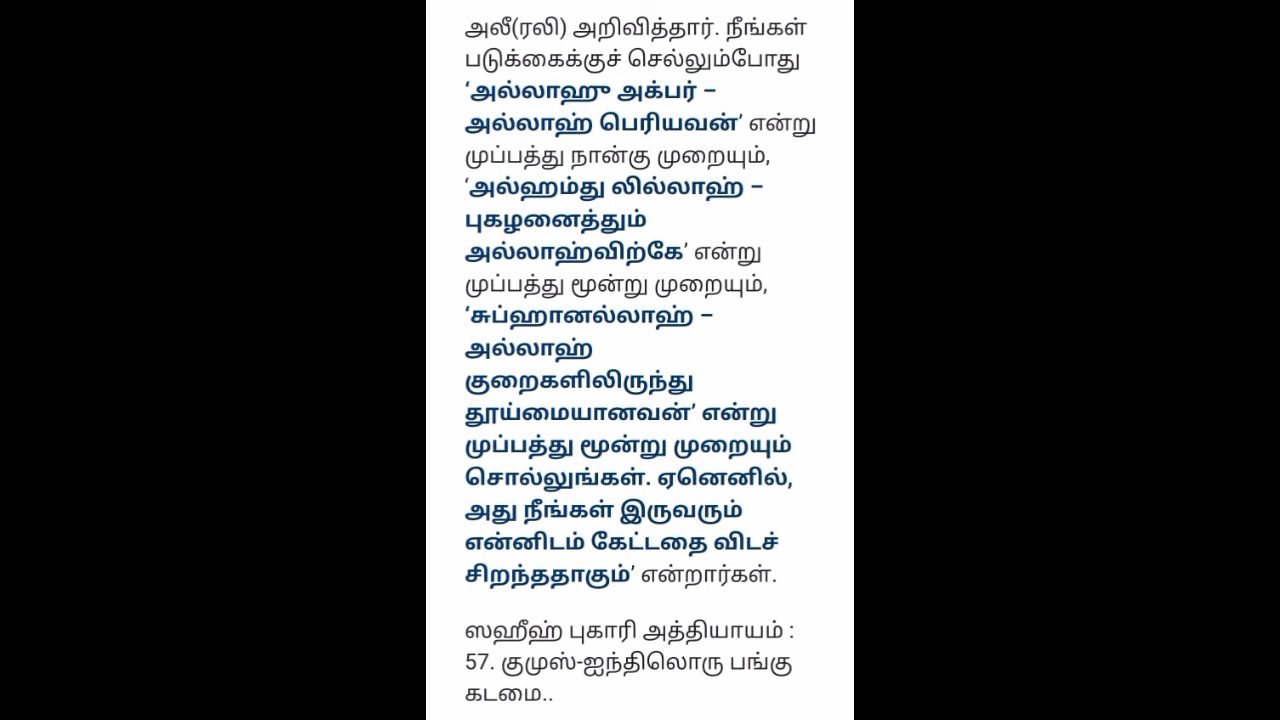 அலீ(ரலி) அறிவித்தார். நீங்கள்
படுக்கைக்குச் செல்லும்போது
‘அல்லாஹு அக்பர் –
அல்லாஹ் பெரியவன்’ என்று
முப்பத்து நான்கு முறையும்,
‘அல்ஹம்து லில்லாஹ் –
புகழனைத்தும்
அல்லாஹ்விற்கே’ என்று
முப்பத்து மூன்று முறையும்,
‘சுப்ஹானல்லாஹ் –
அல்லாஹ்
குறைகளிலிருந்து
தூய்மையானவன்’ என்று
முப்பத்து மூன்று முறையும்
சொல்லுங்கள். ஏனெனில்,
அது நீங்கள் இருவரும்
என்னிடம் கேட்டதை விடச்
சிறந்ததாகும்’ என்றார்கள்.
ஸஹீஹ் புகாரி அத்தியாயம் :
57. குமுஸ்-ஐந்திலொரு பங்கு
கடமை..